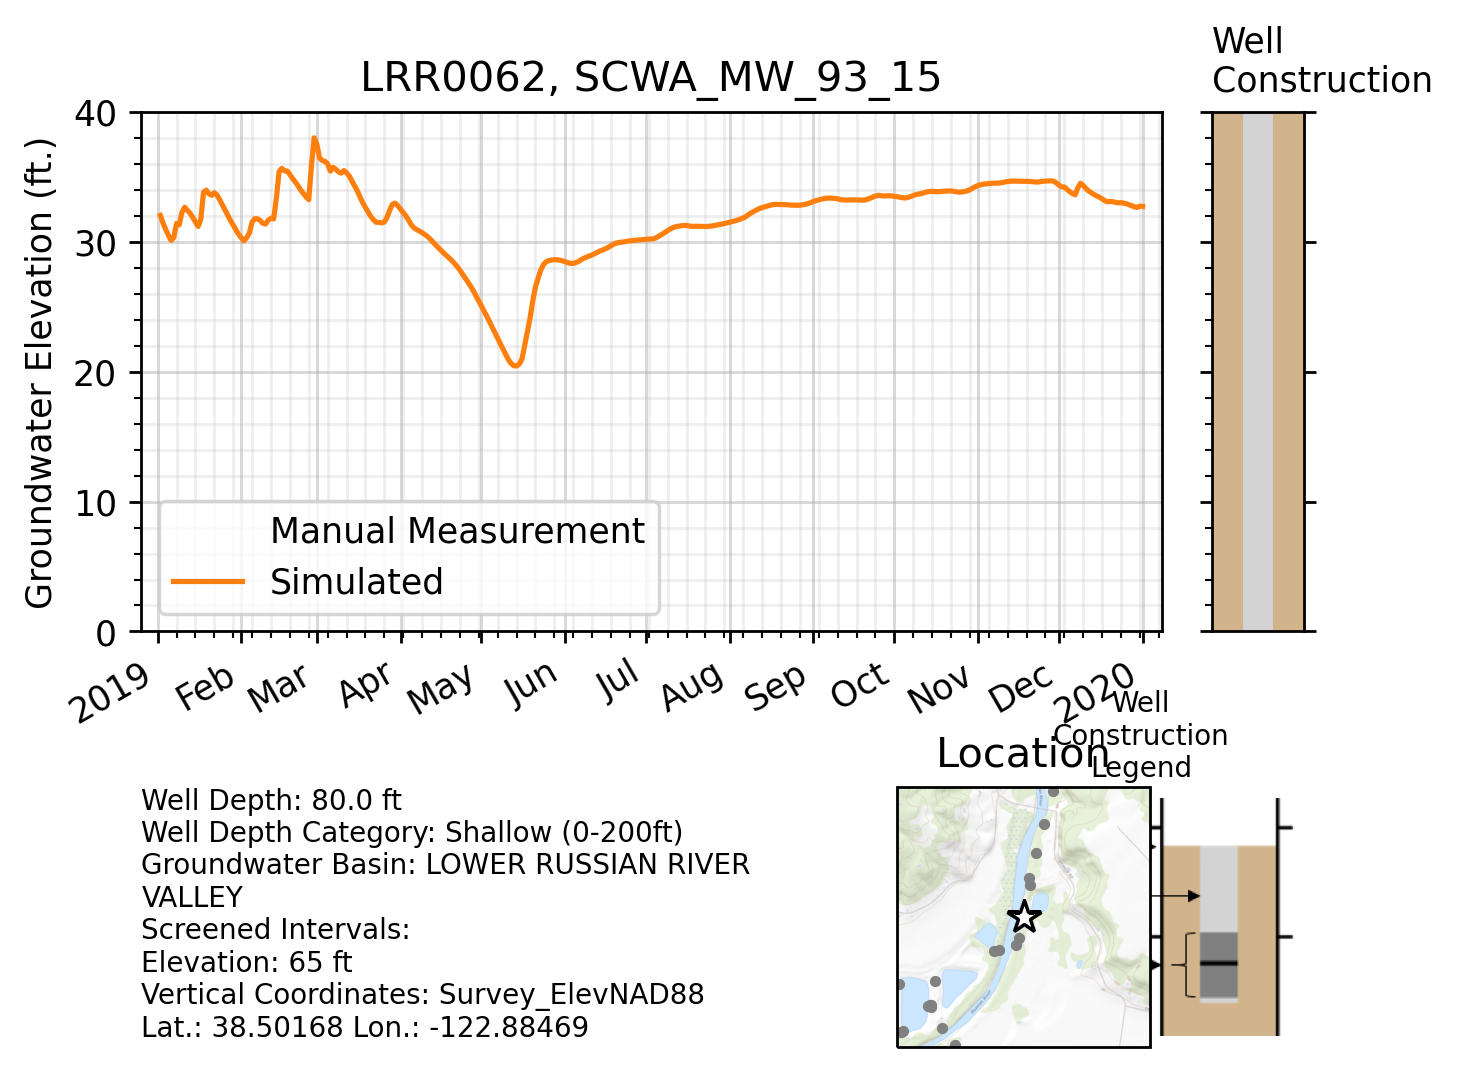 Well
Construction
LRR0062, SCWA_MW_93_15
Groundwater Elevation (ft.)
40
30
20
10
0
Manual Measurement
Simulated
2019
Feb
Mar
Apr
May
Jun
Jul
Aug
Sep
Oct
Nov
Dec
2020
Well
Construction
Legend
Location
Well Depth: 80.0 ft
Well Depth Category: Shallow (0-200ft)
Groundwater Basin: LOWER RUSSIAN RIVER
VALLEY
Screened Intervals:
Elevation: 65 ft
Vertical Coordinates: Survey_ElevNAD88
Lat.: 38.50168 Lon.: -122.88469